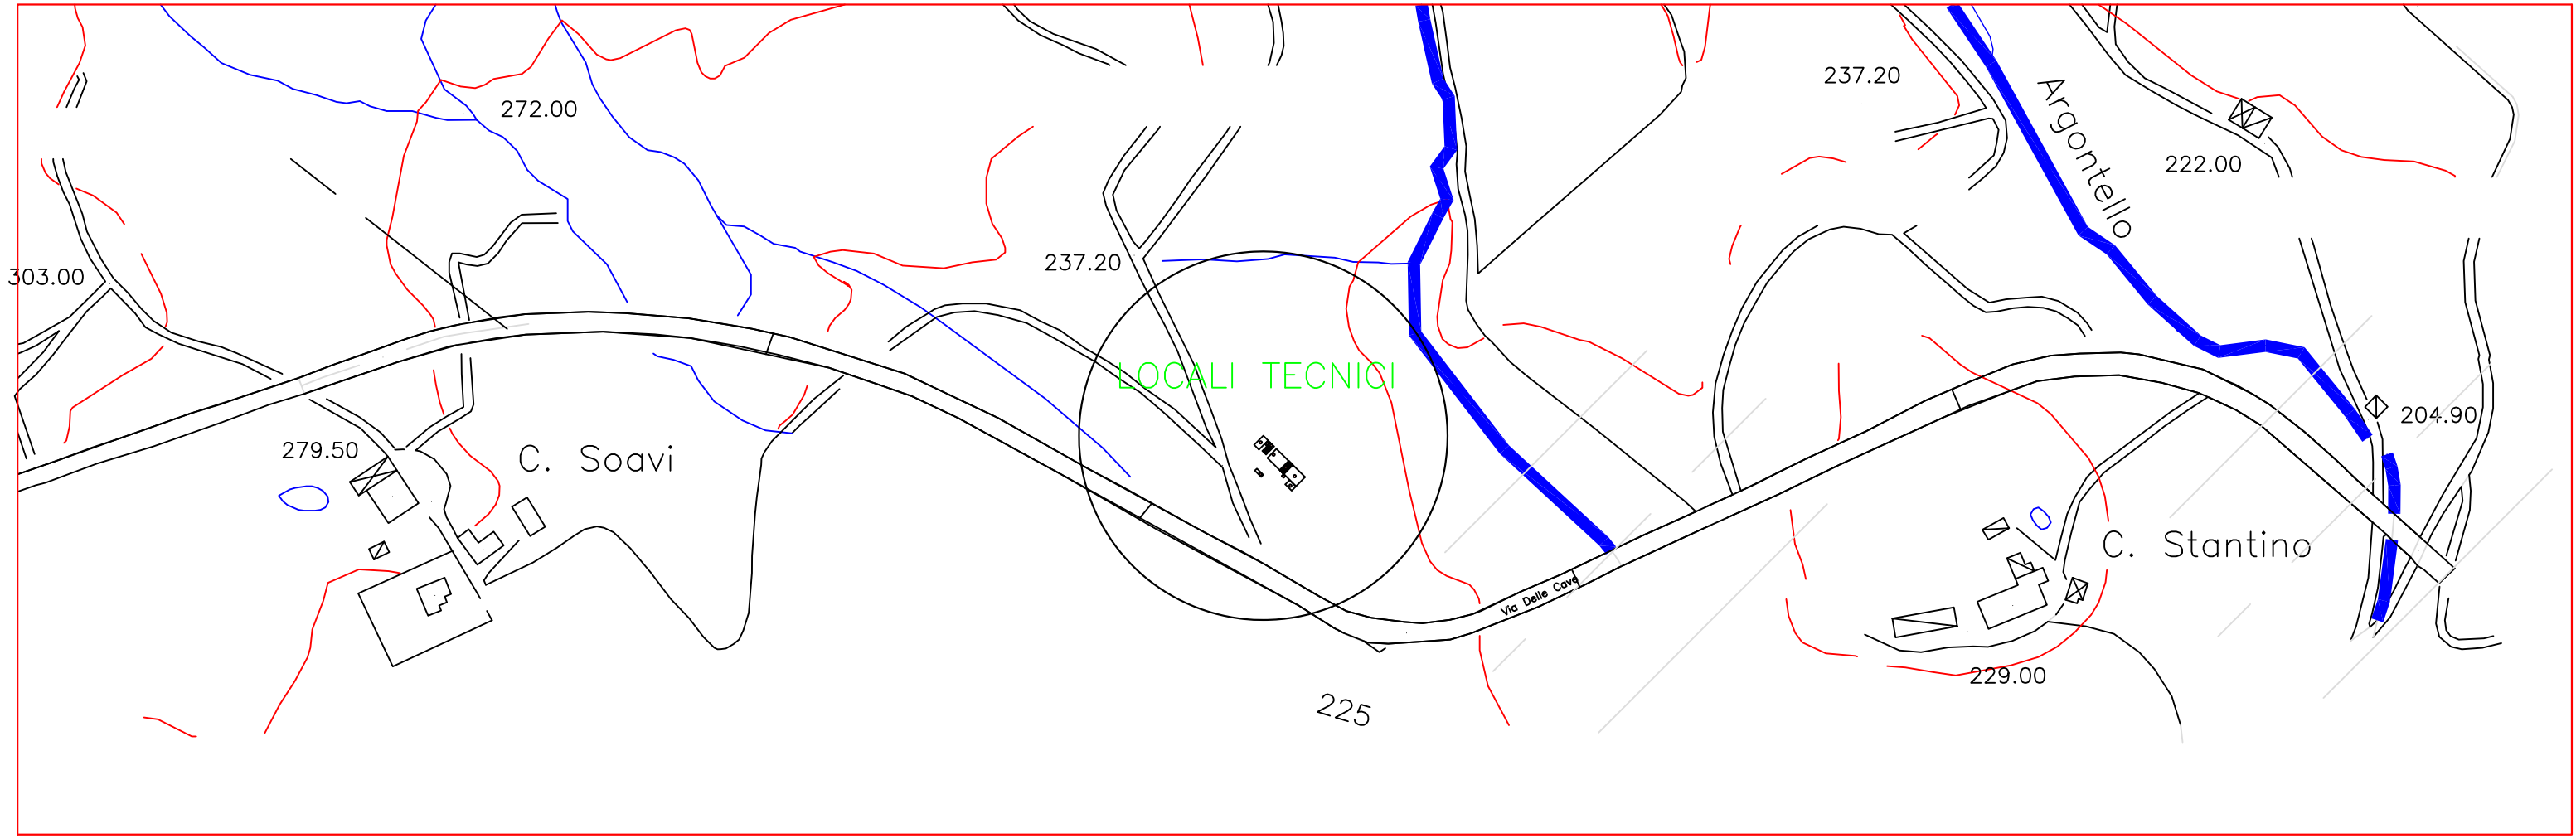 237.20
272.00
Argontello
222.00
237.20
303.00
LOCALI TECNICI
204.90
279.50
C. Soavi
C. Stantino
Via Delle Cave
229.00
225